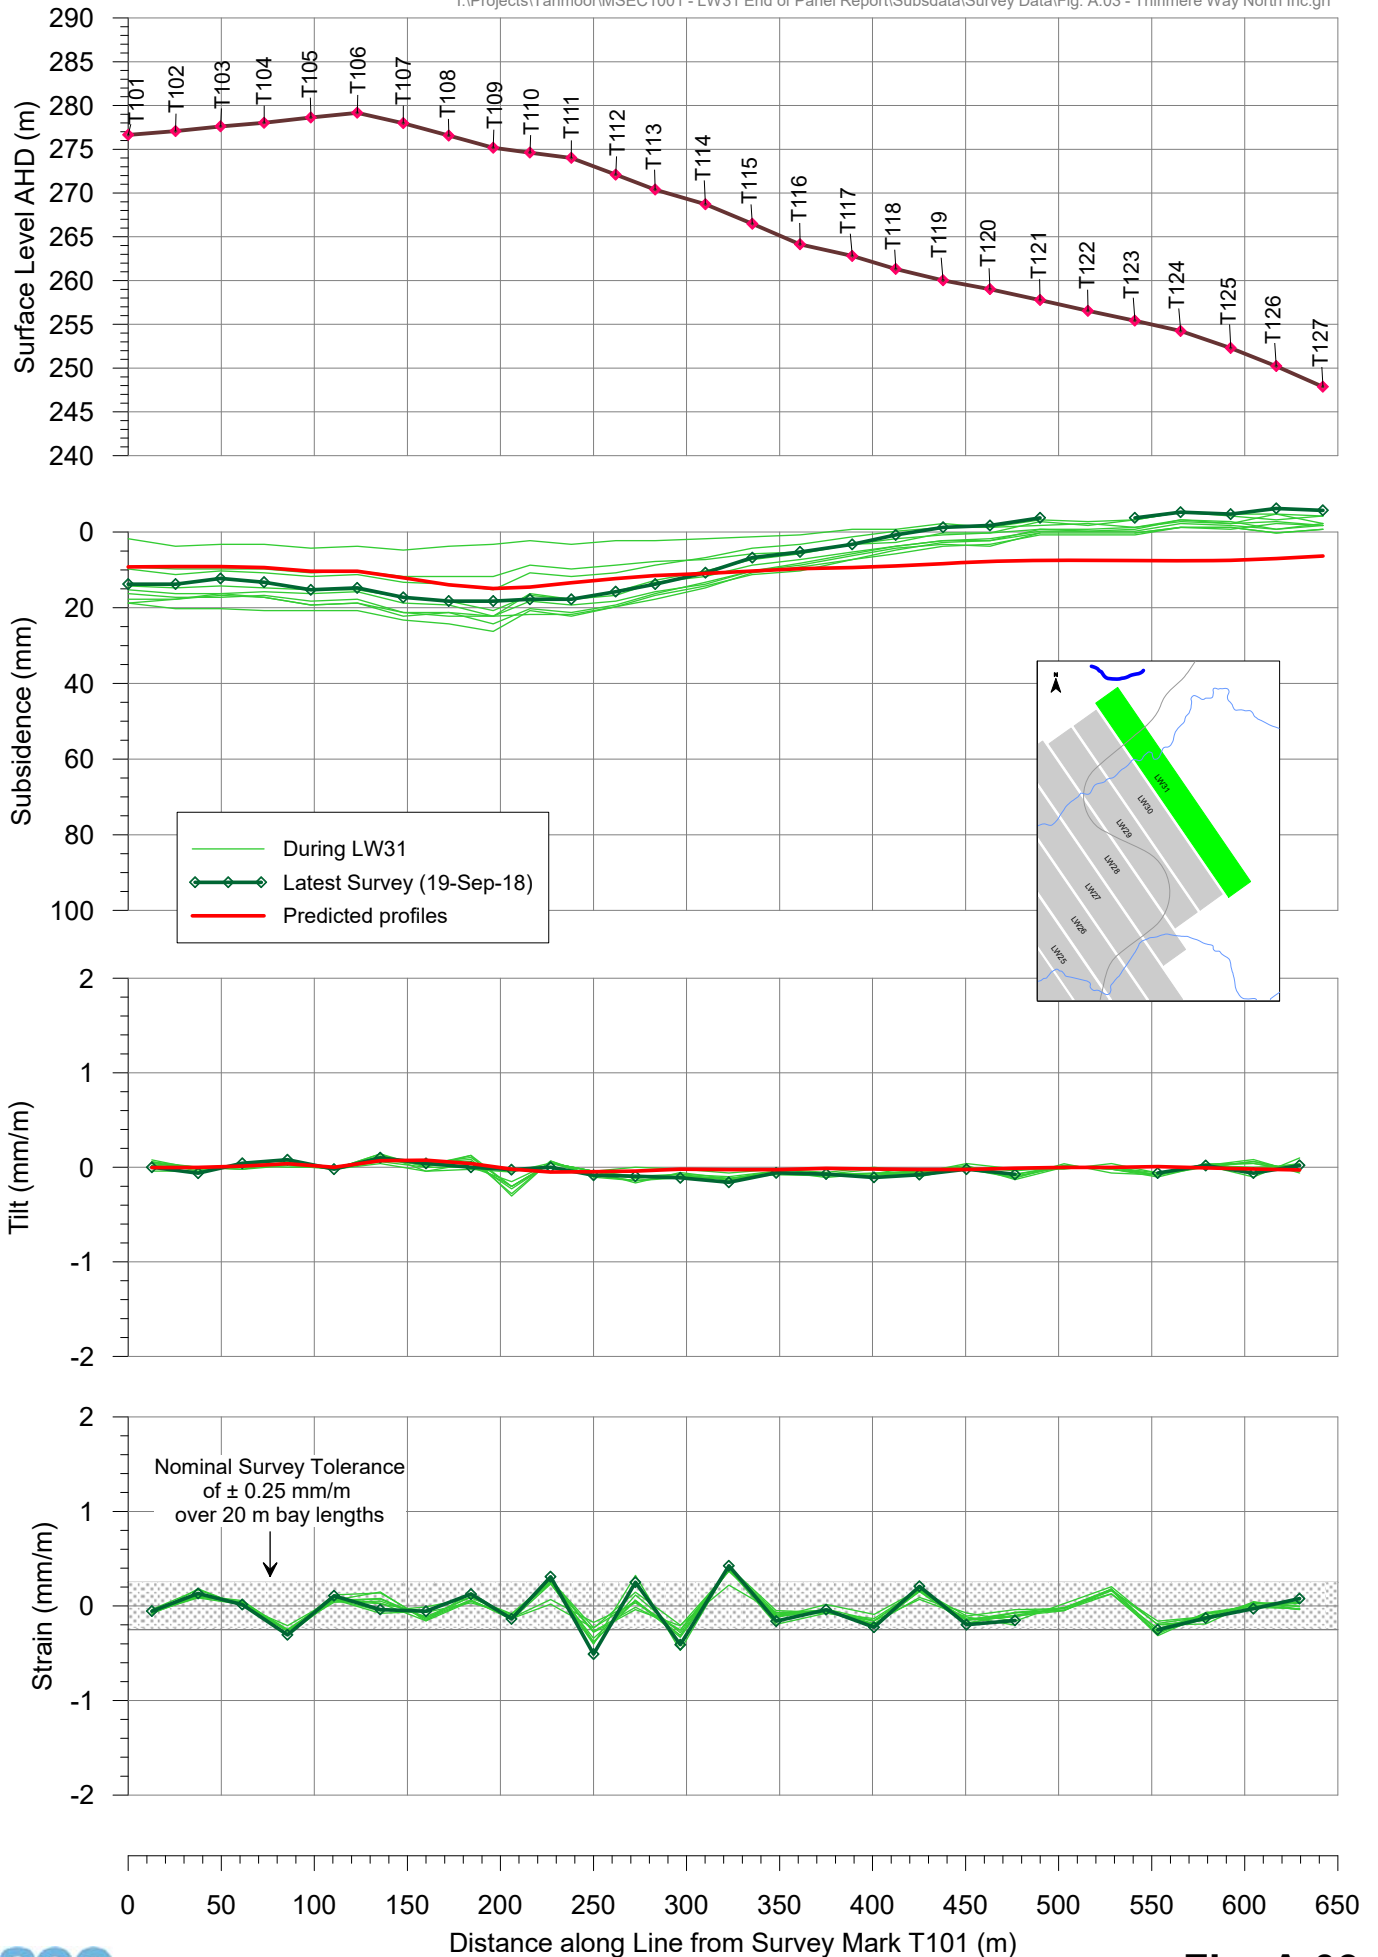 290
285
280
275
270
265
260
255
250
245
240
Surface Level AHD (m)
T101
T102
T103
T104
T105
T106
T107
T108
T109
T110
T111
T112
T113
T114
T115
T116
T117
T118
T119
T120
T121
T122
T123
T124
T125
T126
T127
0
20
40
60
80
100
Subsidence (mm)
During LW31
Latest Survey (19-Sep-18)
Predicted profiles
N
LW31
LW30
LW29
LW28
LW27
LW26
LW25
2
1
0
-1
-2
Tilt (mm/m)
2
1
0
-1
-2
Strain (mm/m)
Nominal Survey Tolerance
of ± 0.25 mm/m
over 20 m bay lengths
0 50 100 150 200 250 300 350 400 450 500 550 600 650
Distance along Line from Survey Mark T101 (m)